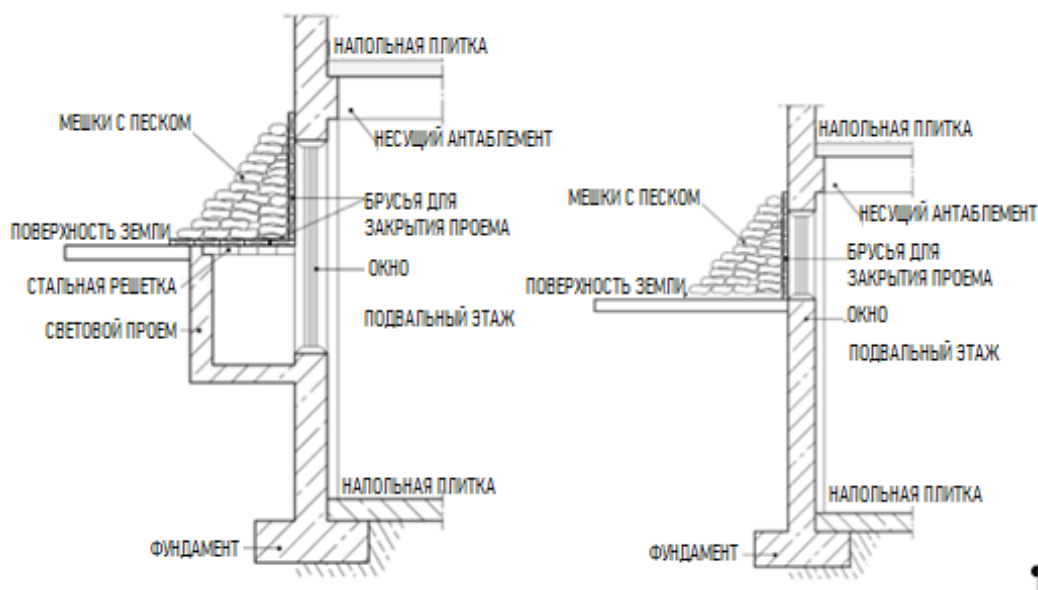 НАПОЛЬНАЯ ПЛИТКА
МЕШКИ С ПЕСКОМ
НЕСУЩИЙ АНТАБЛЕМЕНТ
БРУСЬЯ ДЛЯ
ЗАКРЫТИЯ ПРОЕМА
ПОВЕРХНОСТЬ ЗЕМЛИ
ОКНО
СТАЛЬНАЯ РЕШЕТКА
ПОДВАЛЬНЫЙ ЭТАЖ
СВЕТОВОЙ ПРОЕМ
НАПОЛЬНАЯ ПЛИТКА
ФУНДАМЕНТ
НАПОЛЬНАЯ ПЛИТКА
МЕШКИ С ПЕСКОМ
НЕСУЩИЙ АНТАБЛЕМЕНТ
БРУСЬЯ ДЛЯ
ЗАКРЫТИЯ ПРОЕМА
ПОВЕРХНОСТЬ ЗЕМЛИ
ОКНО
ПОДВАЛЬНЫЙ ЭТАЖ
НАПОЛЬНАЯ ПЛИТКА
ФУНДАМЕНТ